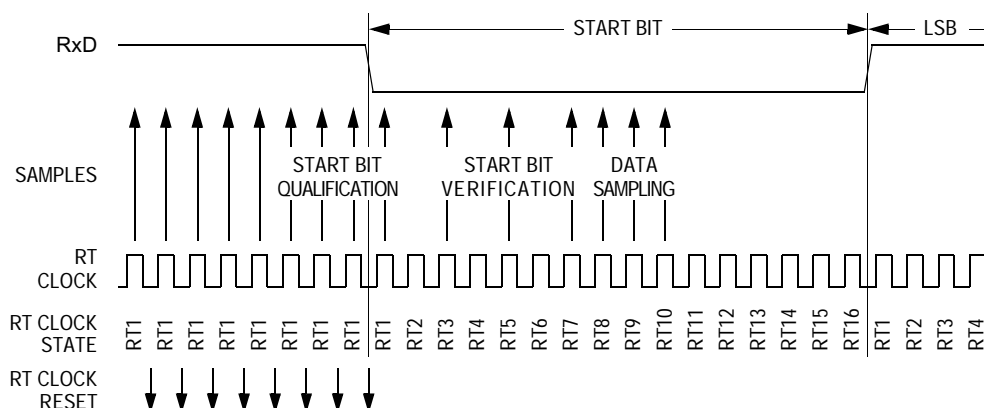 START BIT
LSB
RxD
SAMPLES
START BIT
QUALIFICATION
START BIT
VERIFICATION
DATA
SAMPLING
RT
CLOCK
RT CLOCK
STATE
RT1 RT1 RT1 RT1 RT1 RT1 RT1 RT1 RT1 RT2 RT3 RT4 RT5 RT6 RT7 RT8 RT9 RT10 RT11 RT12 RT13 RT14 RT15 RT16 RT1 RT2 RT3 RT4
RT CLOCK
RESET